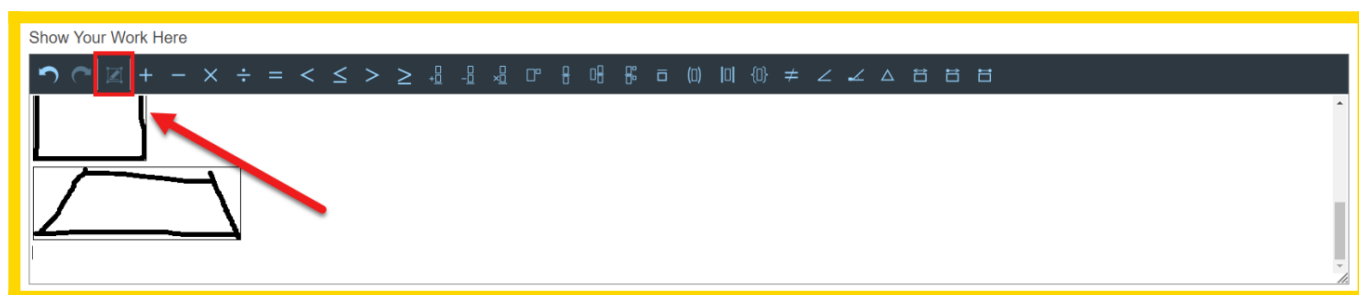 Show Your Work Here
+ − × ÷ = < ≤ > ≥ ≠ ∠ △